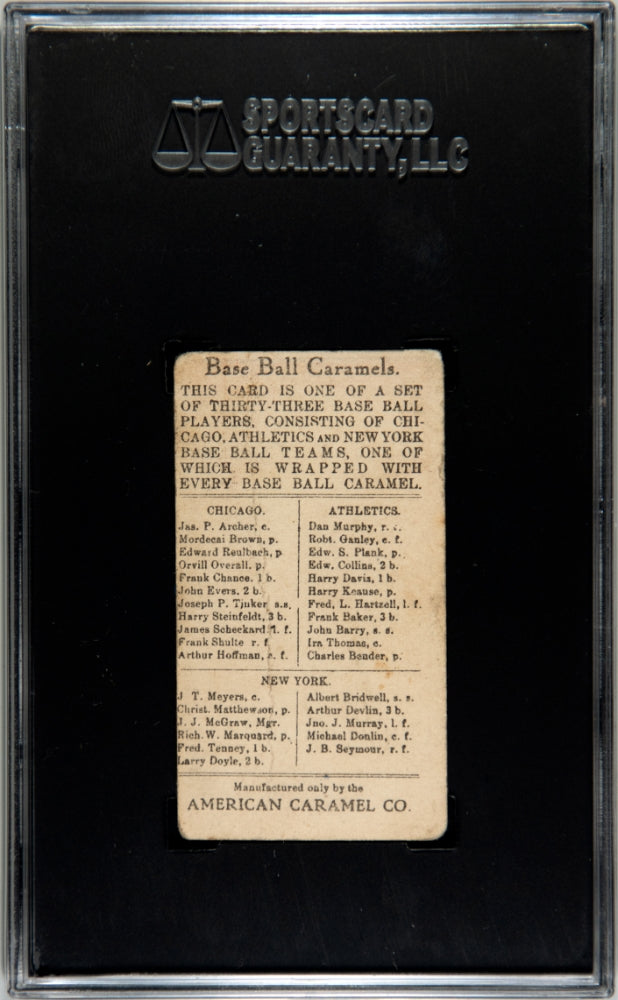 SPORTSCARD
GUARANTY, LLC
Base Ball Caramels.
THIS CARD IS ONE OF A SET
OF THIRTY-THREE BASE BALL
PLAYERS, CONSISTING OF CHI-
CAGO, ATHLETICS AND NEW YORK
BASE BALL TEAMS, ONE OF
WHICH IS WRAPPED WITH
EVERY BASE BALL CARAMEL.
CHICAGO.
Jas. P. Archer, c.
Mordecai Brown, p.
Edward Reulbach, p
Orvill Overall. p.
Frank Chance. 1 b.
John Evers. 2 b.
Joseph P. Tjuker s.s.
Harry Steinfeldt, 3 b.
James Scheckard. l. f.
Frank Shulte r. f.
Arthur Hoffman, c. f.
ATHLETICS.
Dan Murphy, r.
Robt. Ganley, c. f.
Edw. S. Plank, p.
Edw. Collins, 2 b.
Harry Davis, 1 b.
Harry Keause, p.
Fred. L. Hartzell, l. f.
Frank Baker, 3 b.
John Barry, s. s.
Ira Thomas, c.
Charles Bender, p.
NEW YORK.
J T. Meyers, c.
Christ. Matthewson, p.
J. J. McGraw, Mgr.
Rich. W. Marquard, p.
Fred. Tenney, 1 b.
Larry Doyle, 2 b.
Albert Bridwell, s. s.
Arthur Devlin, 3 b.
Jno. J. Murray, l. f.
Michael Donlin, c. f.
J. B. Seymour, r. f.
Manufactured only by the
AMERICAN CARAMEL CO.